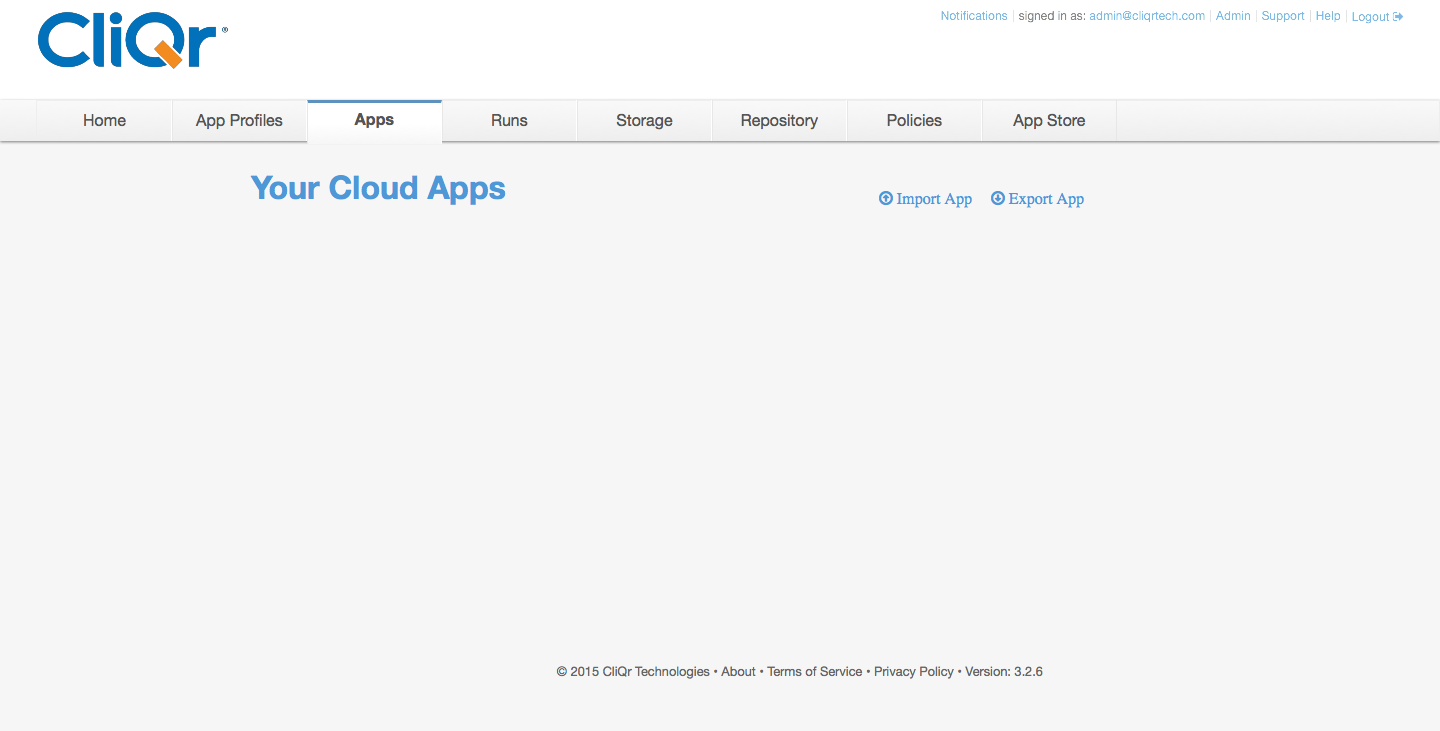 CliQr®
Notifications signed in as: admin@cliqrtech.com Admin Support Help Logout
Home App Profiles Apps Runs Storage Repository Policies App Store
Your Cloud Apps
Import App Export App
© 2015 CliQr Technologies • About • Terms of Service • Privacy Policy • Version: 3.2.6